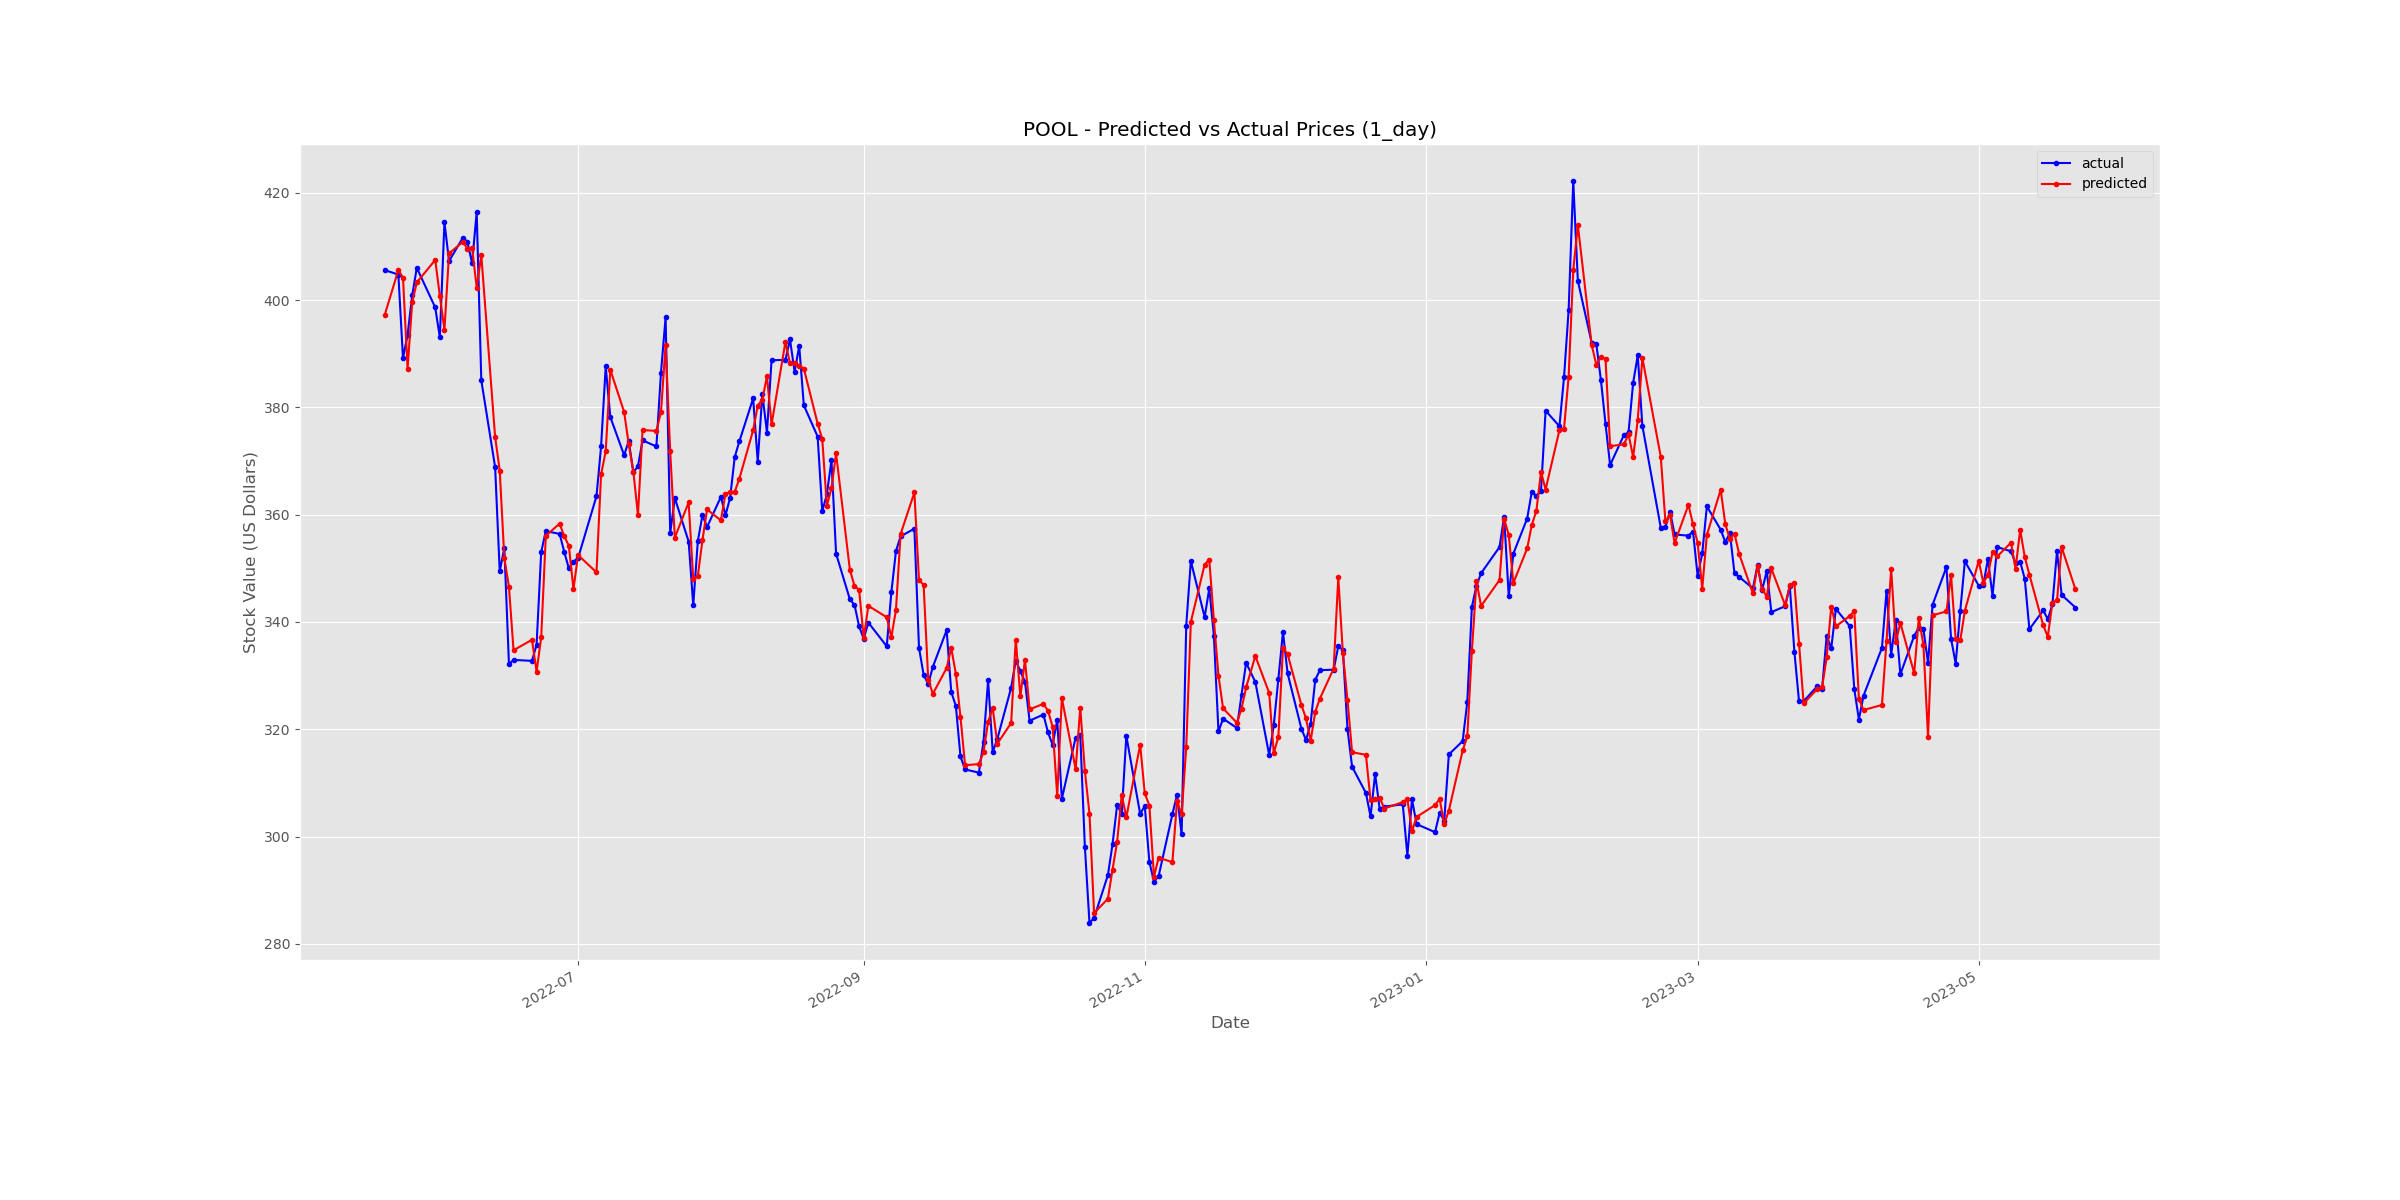 POOL - Predicted vs Actual Prices (1_day)
actual
predicted
420
400
380
360
340
320
300
280
Stock Value (US Dollars)
2022-07
2022-09
2022-11
2023-01
2023-03
2023-05
Date